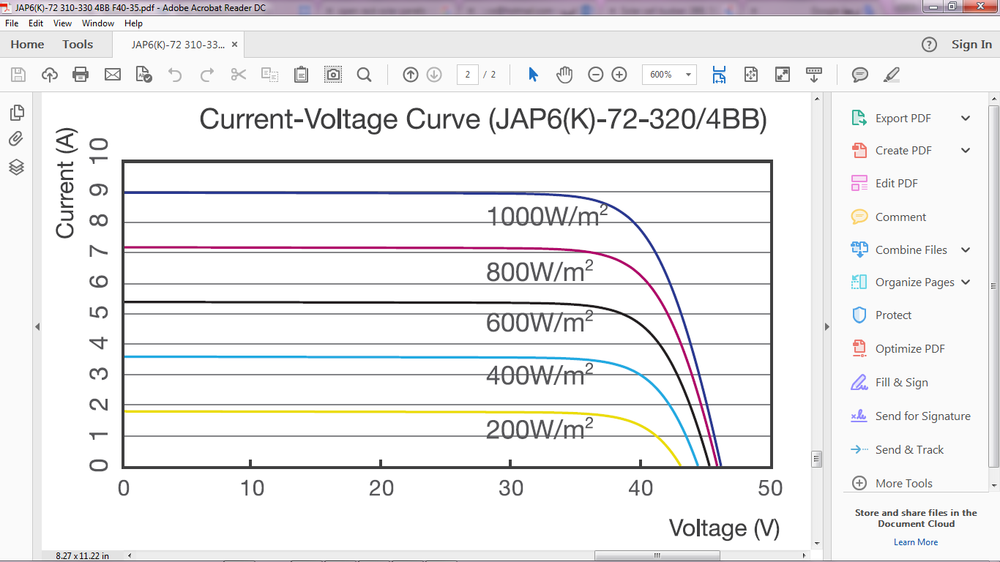 JAP6(K)-72 310-330 4BB F40-35.pdf - Adobe Acrobat Reader DC
File Edit View Window Help
Home Tools JAP6(K)-72 310-33... × Sign In
2 / 2 600%
Current-Voltage Curve (JAP6(K)-72-320/4BB)
Current (A)
10
9
8
7
6
5
4
3
2
1
0
1000W/m²
800W/m²
600W/m²
400W/m²
200W/m²
0 10 20 30 40 50
Voltage (V)
8.27 x 11.22 in
Export PDF
Create PDF
Edit PDF
Comment
Combine Files
Organize Pages
Protect
Optimize PDF
Fill & Sign
Send for Signature
Send & Track
More Tools
Store and share files in the
Document Cloud
Learn More